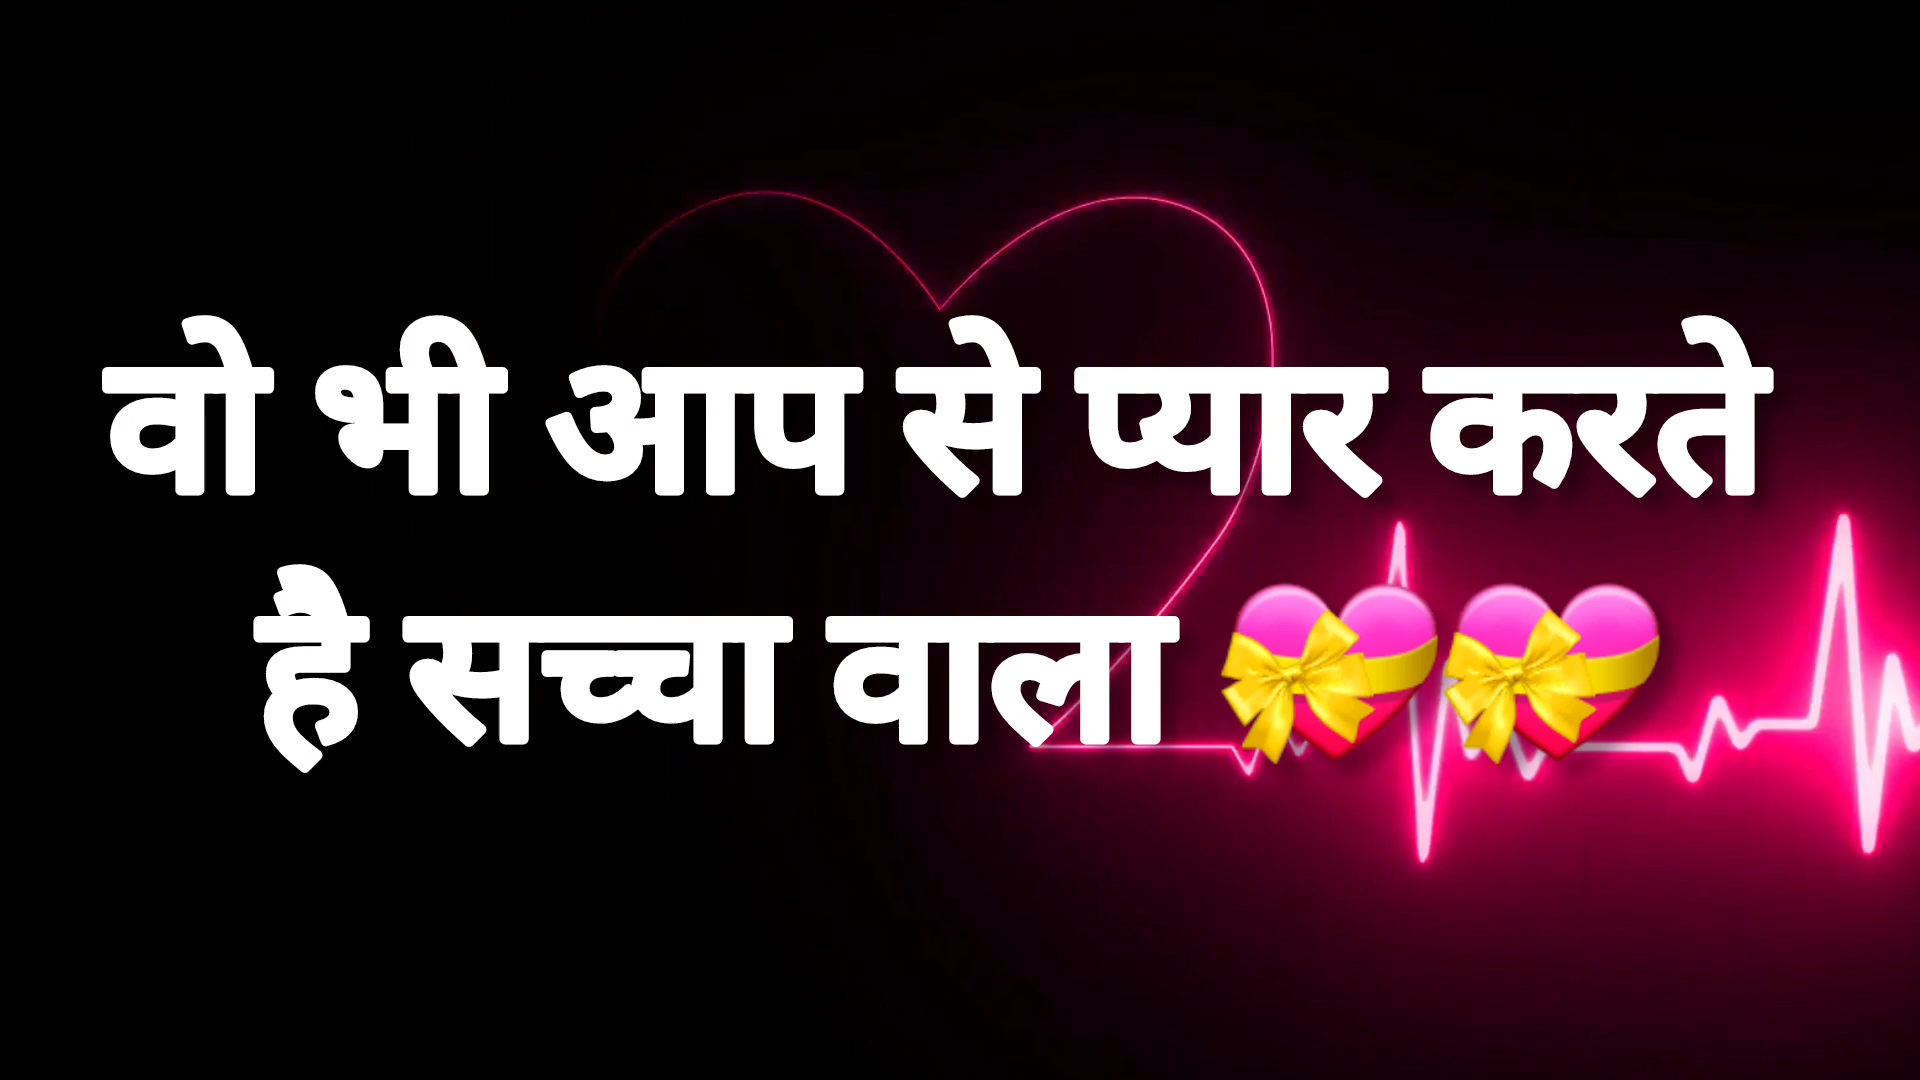 वो भी आप से प्यार करते
है सच्चा वाला 💝💝